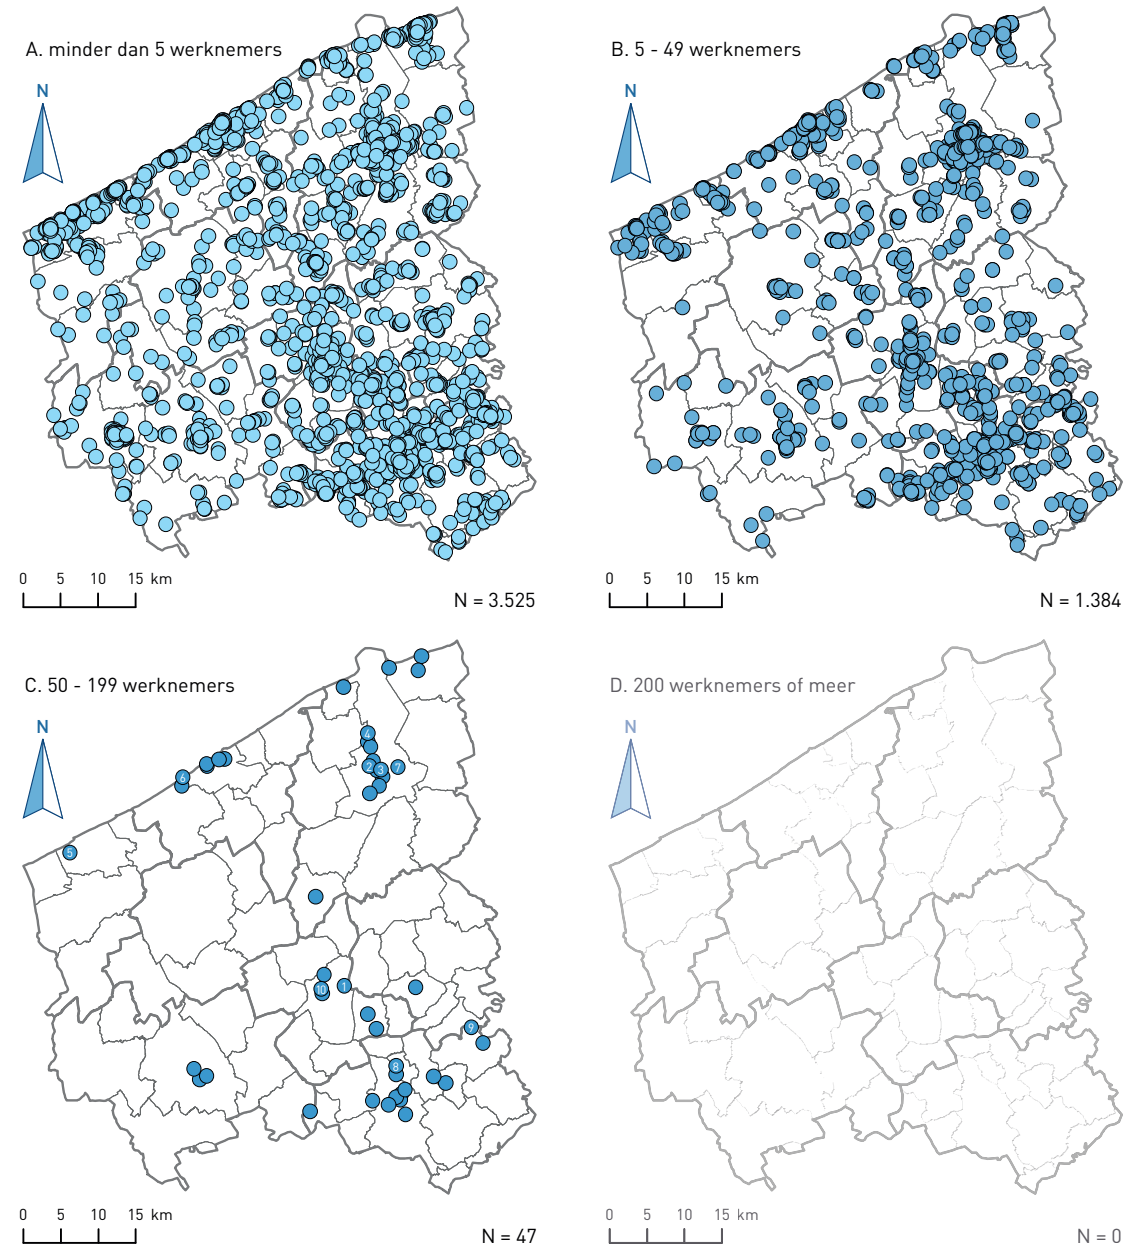 A. minder dan 5 werknemers
N
0 5 10 15 km
N = 3.525
B. 5 - 49 werknemers
N
0 5 10 15 km
N = 1.384
C. 50 - 199 werknemers
N
4
2 3 7
6
5
10 1
9
8
0 5 10 15 km
N = 47
D. 200 werknemers of meer
N
0 5 10 15 km
N = 0